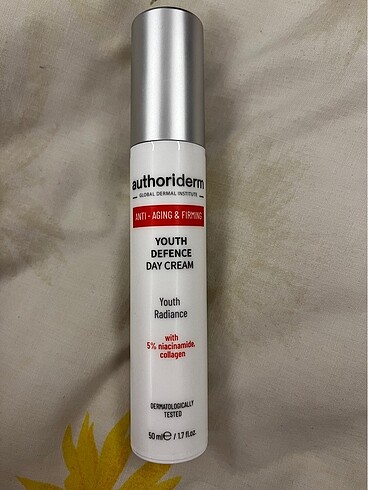 authoriderm
GLOBAL DERMAL INSTITUTE
ANTI - AGING & FIRMING
YOUTH
DEFENCE
DAY CREAM
Youth
Radiance
with
5% niacinamide,
collagen
DERMATOLOGICALLY
TESTED
50 ml ℮ / 1.7 fl.oz.